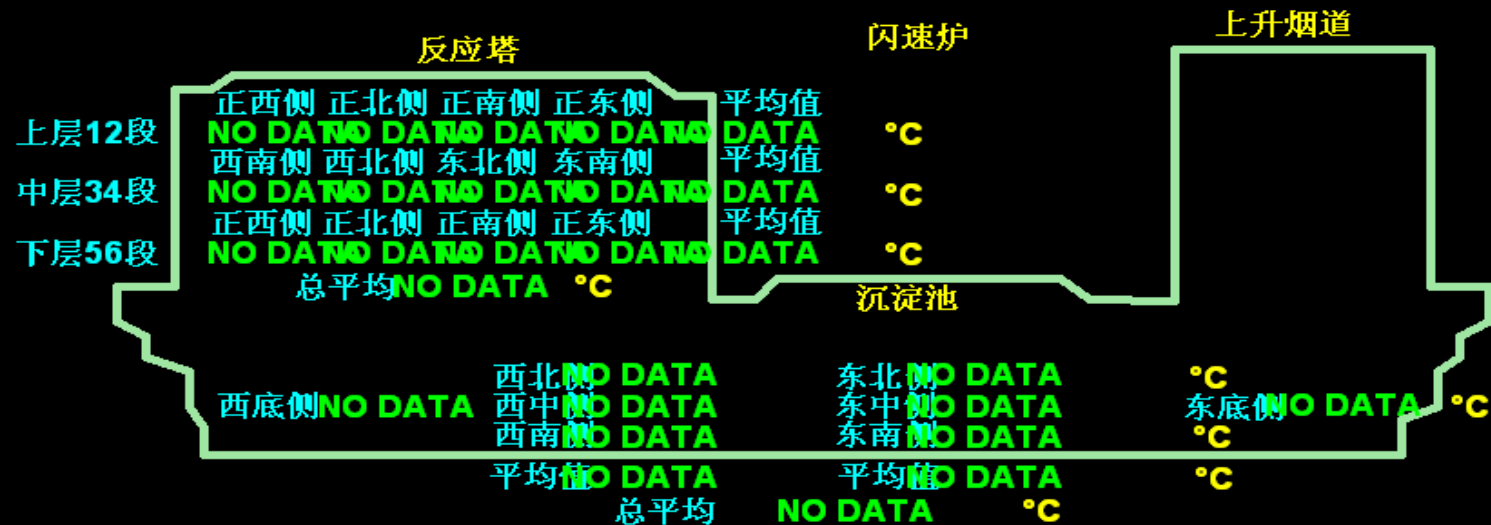 反应塔 闪速炉 上升烟道
正西侧 正北侧 正南侧 正东侧 平均值
上层12段 NO DATA NO DATA NO DATA NO DATA NO DATA °C
西南侧 西北侧 东北侧 东南侧 平均值
中层34段 NO DATA NO DATA NO DATA NO DATA NO DATA °C
正西侧 正北侧 正南侧 正东侧 平均值
下层56段 NO DATA NO DATA NO DATA NO DATA NO DATA °C
总平均 NO DATA °C 沉淀池
西北侧 NO DATA 东北侧 NO DATA °C
西底侧 NO DATA 西中侧 NO DATA 东中侧 NO DATA 东底侧 NO DATA °C
西南侧 NO DATA 东南侧 NO DATA °C
平均值 NO DATA 平均值 NO DATA °C
总平均 NO DATA °C